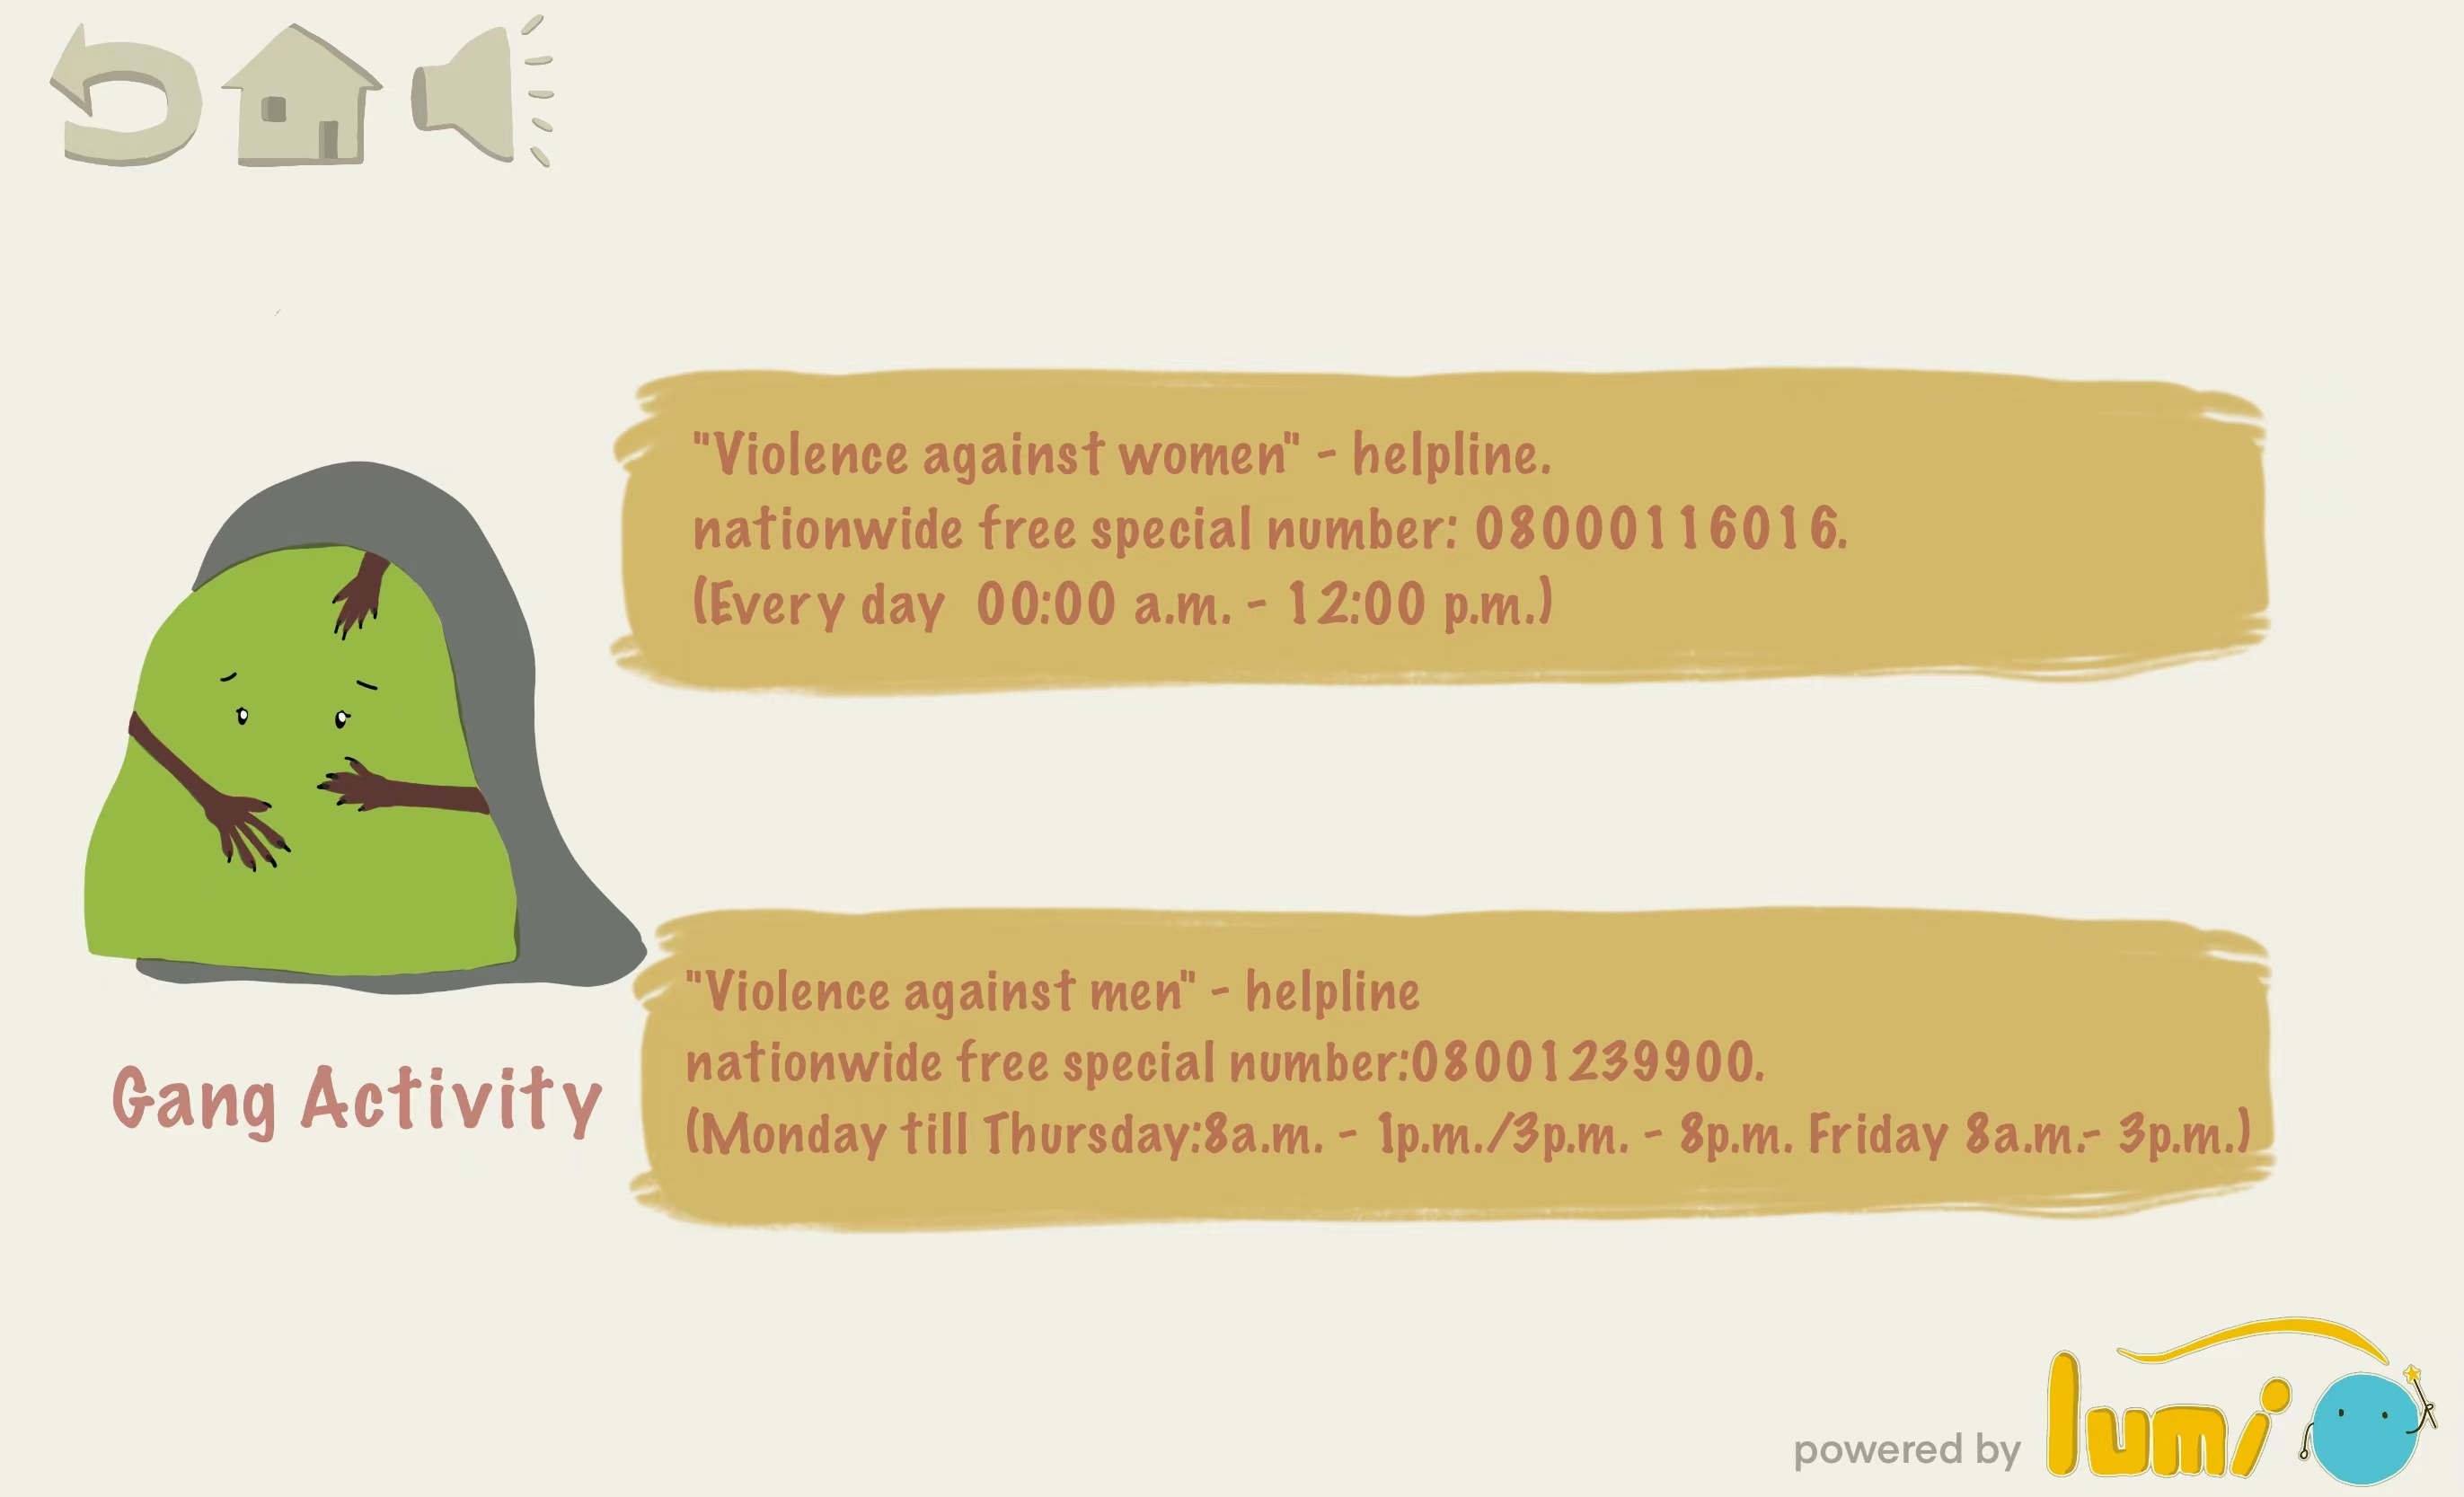 "Violence against women" - helpline.
nationwide free special number: 080001 16016.
(Every day 00:00 a.m. - 12:00 p.m.)
Gang Activity
"Violence against men" - helpline
nationwide free special number:08001239900.
(Monday till Thursday:8a.m. - 1p.m./3p.m. - 8p.m. Friday 8a.m.- 3p.m.)
powered by lumi